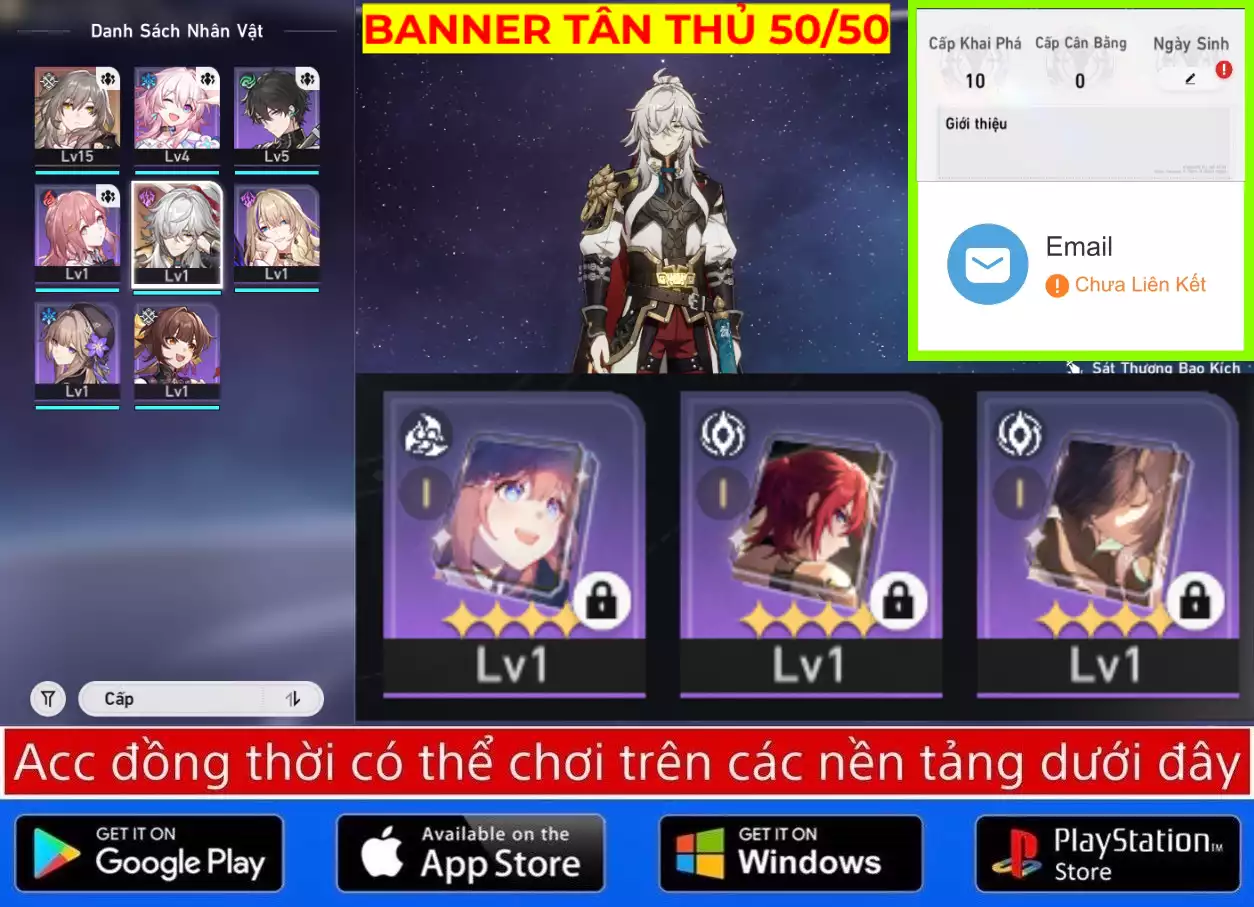 Danh Sách Nhân Vật
Lv15
Lv4
Lv5
Lv1
Lv1
Lv1
Lv1
Lv1
Cấp
BANNER TÂN THỦ 50/50
Cấp Khai Phá
Cấp Cân Bằng
Ngày Sinh
10
0
Giới thiệu
Email
Chưa Liên Kết
Sát Thương Bạo Kích
I
I
I
Lv1
Lv1
Lv1
Acc đồng thời có thể chơi trên các nền tảng dưới đây
GET IT ON
Google Play
Available on the
App Store
GET IT ON
Windows
PlayStation™
Store